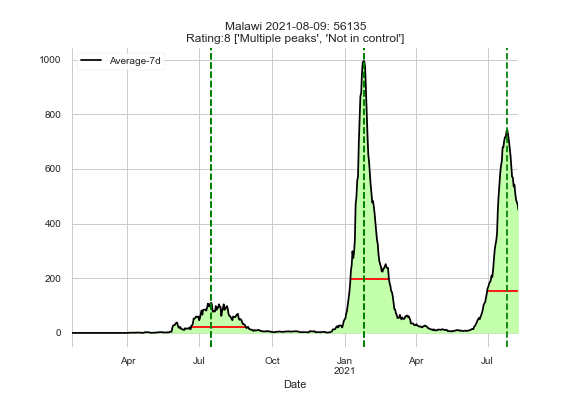 Malawi 2021-08-09: 56135
Rating:8 ['Multiple peaks', 'Not in control']
Average-7d
1000
800
600
400
200
0
Apr Jul Oct Jan Apr Jul
2021
Date